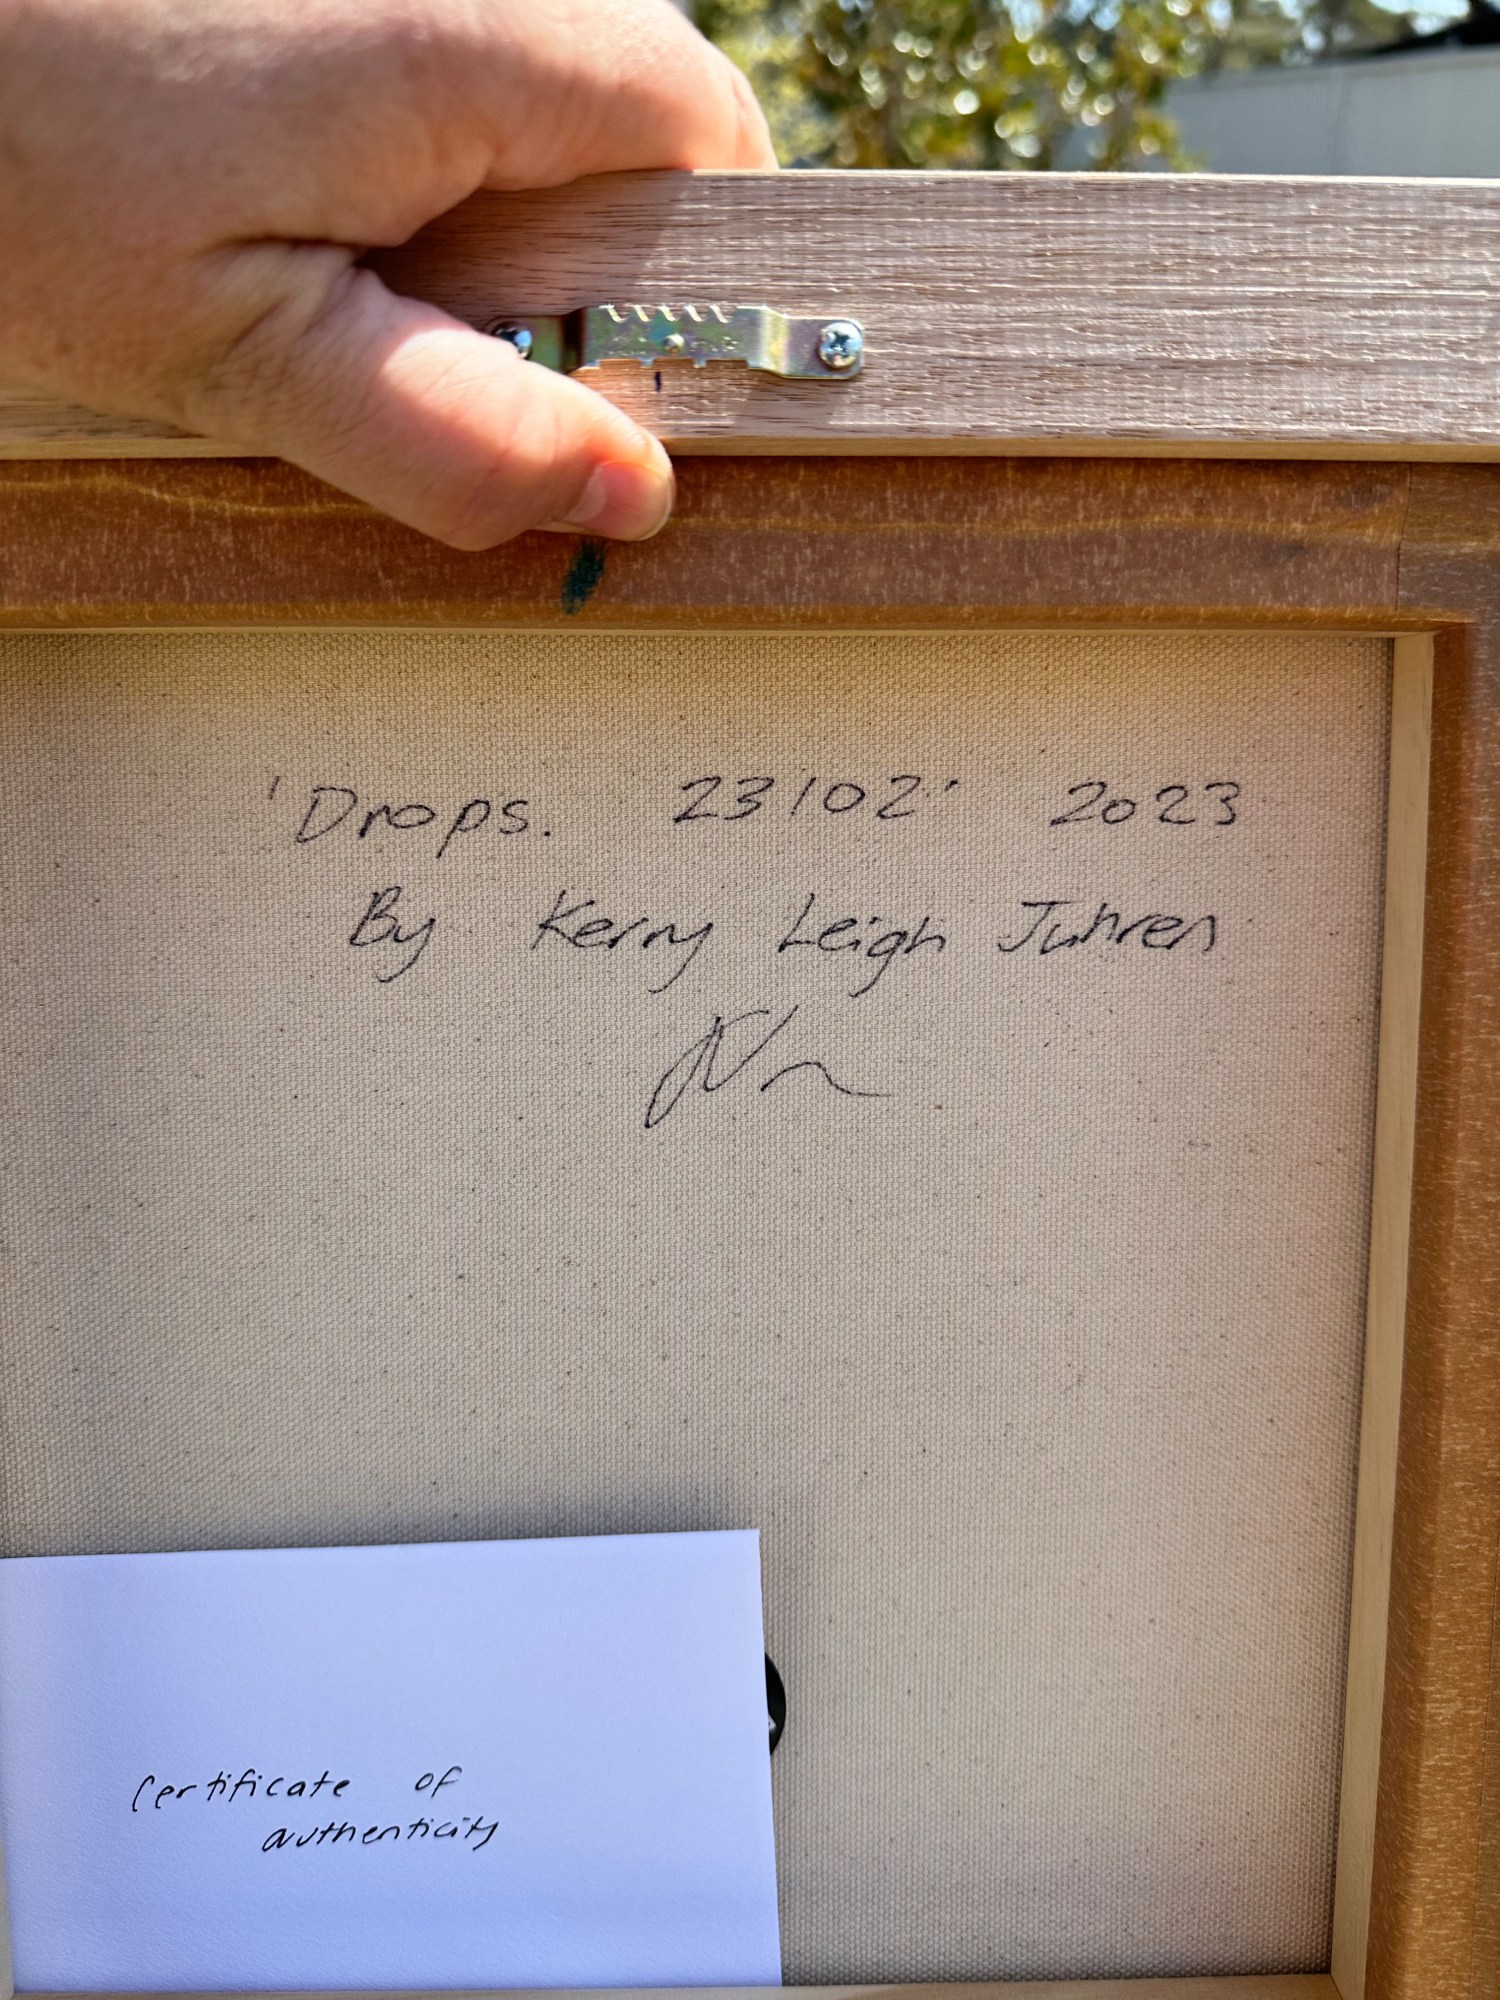 'Drops. 23102' 2023
By Kerry Leigh Juhren
Certificate of
authenticity